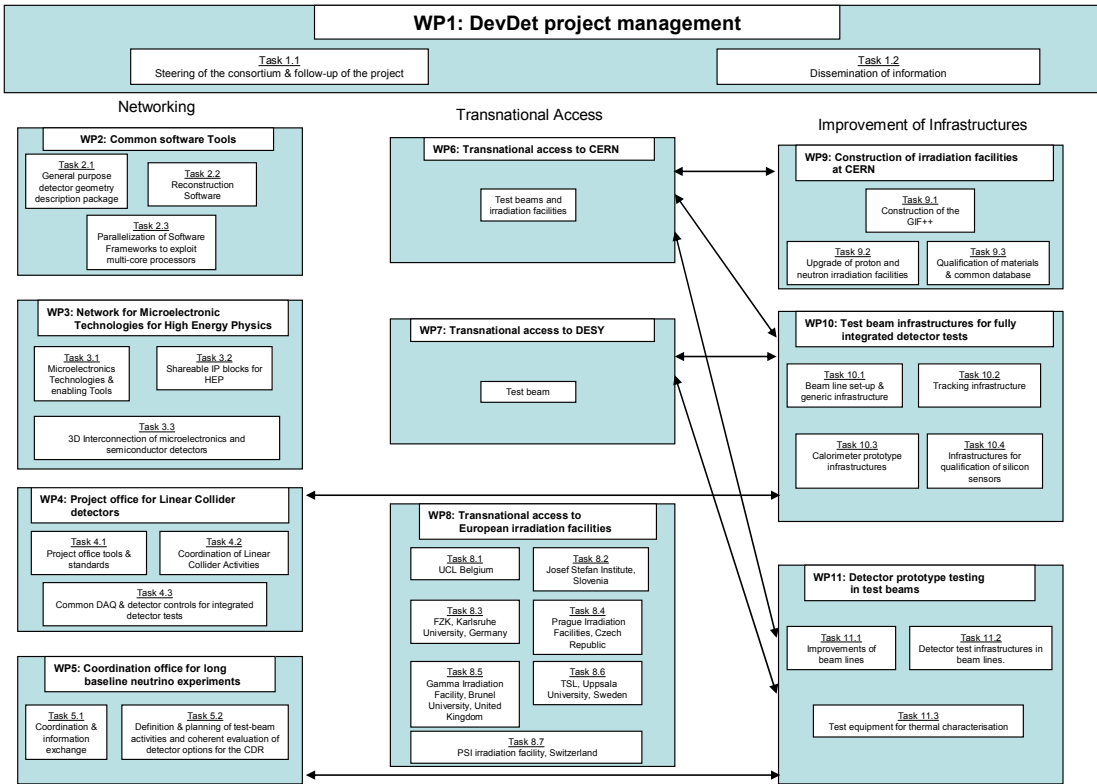 WP1: DevDet project management
Task 1.1
Steering of the consortium & follow-up of the project
Task 1.2
Dissemination of information
Networking
WP2: Common software Tools
Task 2.1
General purpose
detector geometry
description package
Task 2.2
Reconstruction
Software
Task 2.3
Parallelization of Software
Frameworks to exploit
multi-core processors
WP3: Network for Microelectronic
Technologies for High Energy Physics
Task 3.1
Microelectronics
Technologies &
enabling Tools
Task 3.2
Shareable IP blocks for
HEP
Task 3.3
3D Interconnection of microelectronics and
semiconductor detectors
WP4: Project office for Linear Collider
detectors
Task 4.1
Project office tools &
standards
Task 4.2
Coordination of Linear
Collider Activities
Task 4.3
Common DAQ & detector controls for integrated
detector tests
WP5: Coordination office for long
baseline neutrino experiments
Task 5.1
Coordination &
information
exchange
Task 5.2
Definition & planning of test-beam
activities and coherent evaluation of
detector options for the CDR
Transnational Access
WP6: Transnational access to CERN
Test beams and
irradiation facilities
WP7: Transnational access to DESY
Test beam
WP8: Transnational access to
European irradiation facilities
Task 8.1
UCL Belgium
Task 8.2
Josef Stefan Institute,
Slovenia
Task 8.3
FZK, Karlsruhe
University, Germany
Task 8.4
Prague Irradiation
Facilities, Czech
Republic
Task 8.5
Gamma Irradiation
Facility, Brunel
University, United
Kingdom
Task 8.6
TSL, Uppsala
University, Sweden
Task 8.7
PSI irradiation facility, Switzerland
Improvement of Infrastructures
WP9: Construction of irradiation facilities
at CERN
Task 9.1
Construction of the
GIF++
Task 9.2
Upgrade of proton and
neutron irradiation facilities
Task 9.3
Qualification of materials
& common database
WP10: Test beam infrastructures for fully
integrated detector tests
Task 10.1
Beam line set-up &
generic infrastructure
Task 10.2
Tracking infrastructure
Task 10.3
Calorimeter prototype
infrastructures
Task 10.4
Infrastructures for
qualification of silicon
sensors
WP11: Detector prototype testing
in test beams
Task 11.1
Improvements of
beam lines
Task 11.2
Detector test infrastructures in
beam lines.
Task 11.3
Test equipment for thermal characterisation